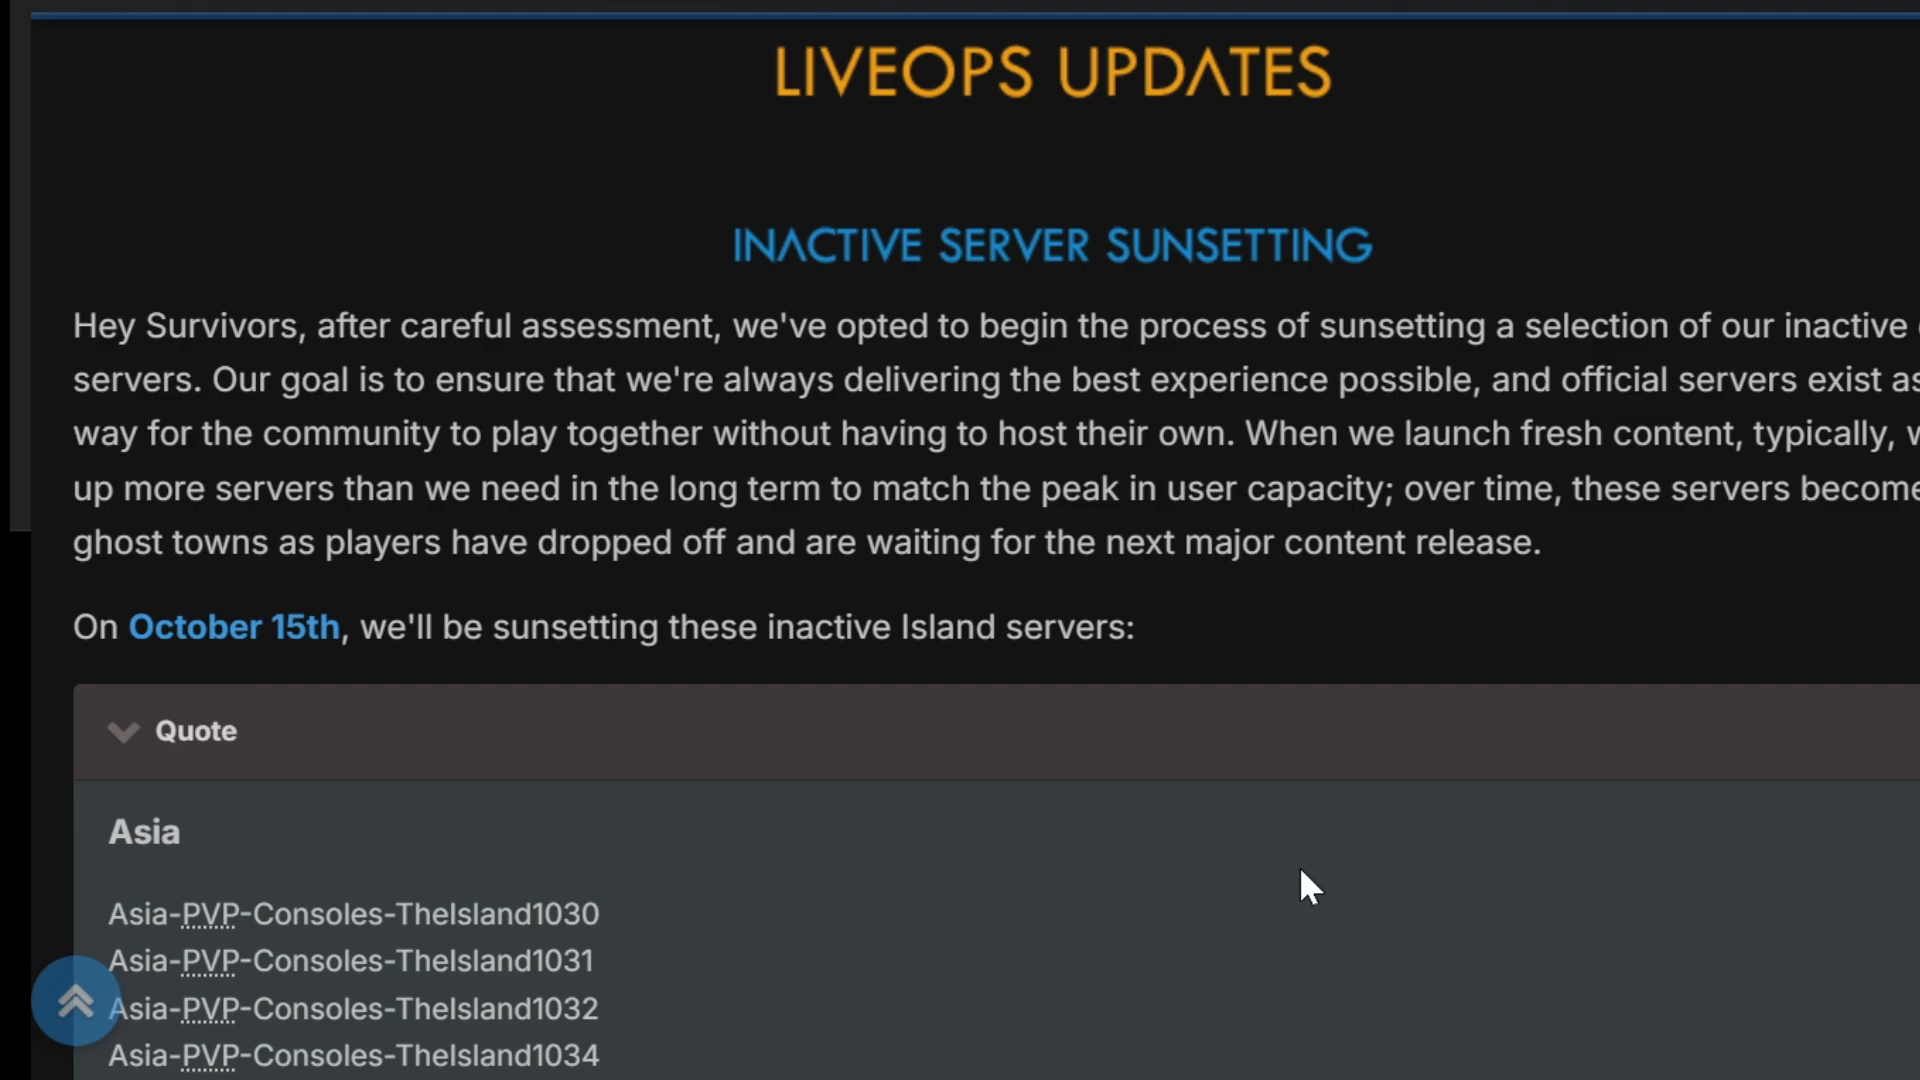 LIVEOPS UPDATES
INACTIVE SERVER SUNSETTING
Hey Survivors, after careful assessment, we've opted to begin the process of sunsetting a selection of our inactive
servers. Our goal is to ensure that we're always delivering the best experience possible, and official servers exist as
way for the community to play together without having to host their own. When we launch fresh content, typically,
up more servers than we need in the long term to match the peak in user capacity; over time, these servers become
ghost towns as players have dropped off and are waiting for the next major content release.
On October 15th, we'll be sunsetting these inactive Island servers:
Quote
Asia
Asia-PVP-Consoles-TheIsland1030
Asia-PVP-Consoles-TheIsland1031
Asia-PVP-Consoles-TheIsland1032
Asia-PVP-Consoles-TheIsland1034